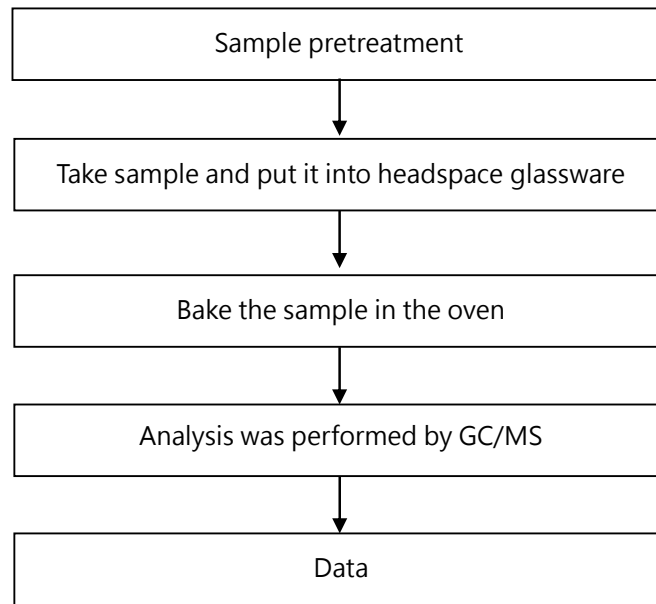 Sample pretreatment
Take sample and put it into headspace glassware
Bake the sample in the oven
Analysis was performed by GC/MS
Data